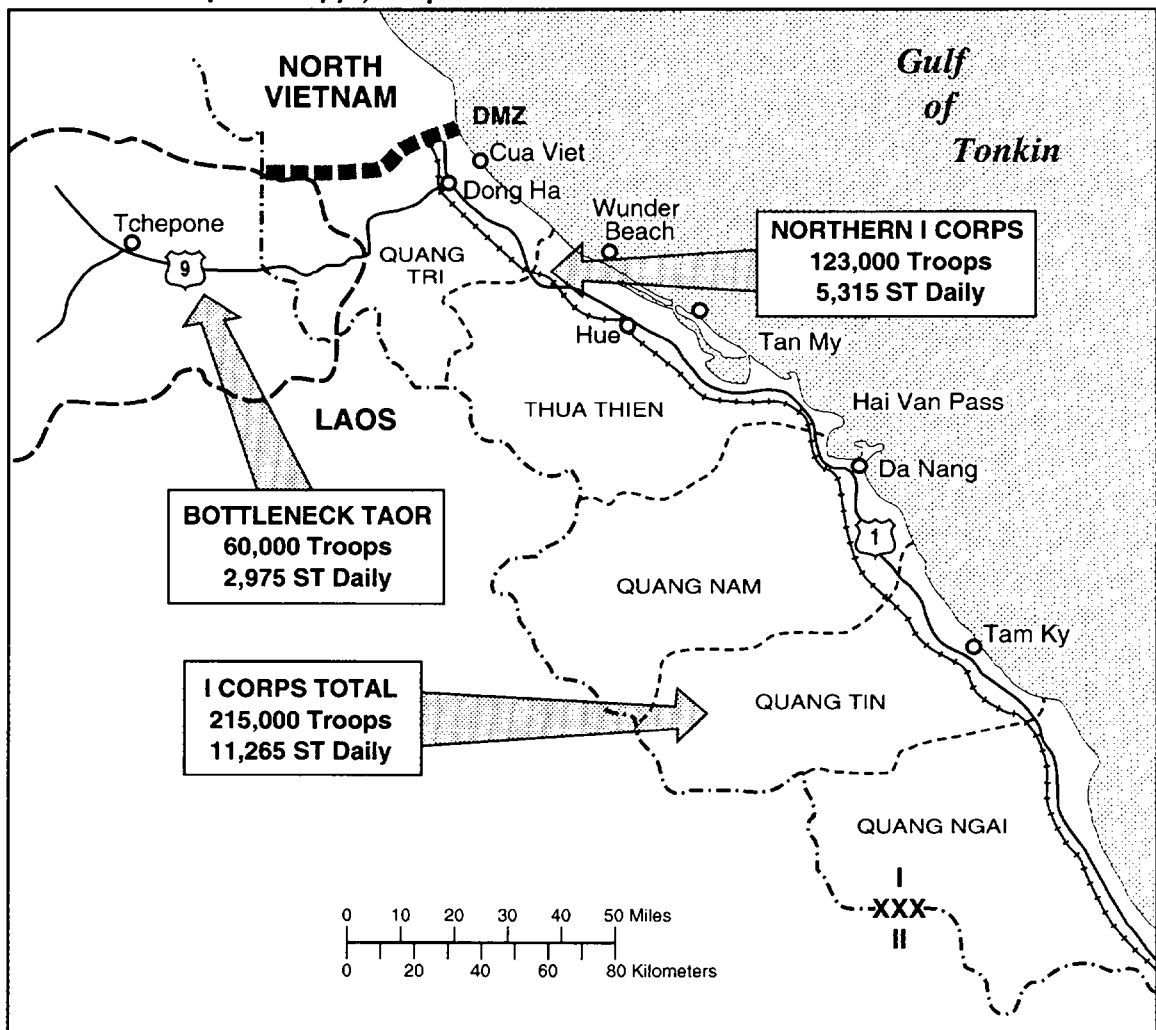 NORTH
VIETNAM
Gulf
of
Tonkin
DMZ
Cua Viet
Dong Ha
Tchepone
9
QUANG
TRI
Wunder
Beach
NORTHERN I CORPS
123,000 Troops
5,315 ST Daily
Hue
Tan My
LAOS
THUA THIEN
Hai Van Pass
Da Nang
BOTTLENECK TAOR
60,000 Troops
2,975 ST Daily
1
QUANG NAM
Tam Ky
I CORPS TOTAL
215,000 Troops
11,265 ST Daily
QUANG TIN
QUANG NGAI
I
XXX
II
0 10 20 30 40 50 Miles
0 20 40 60 80 Kilometers